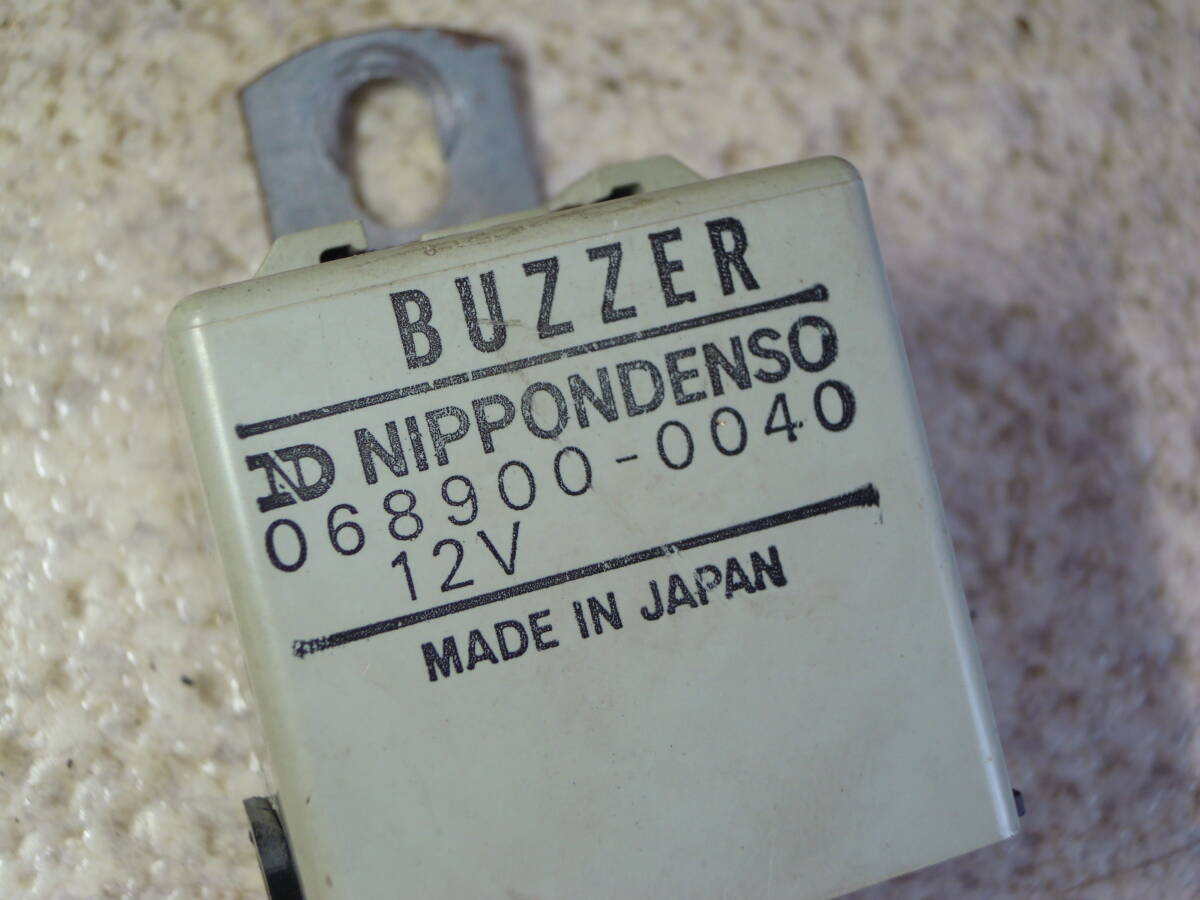 BUZZER
ND NIPPONDENSO
068900-0040
12V
MADE IN JAPAN